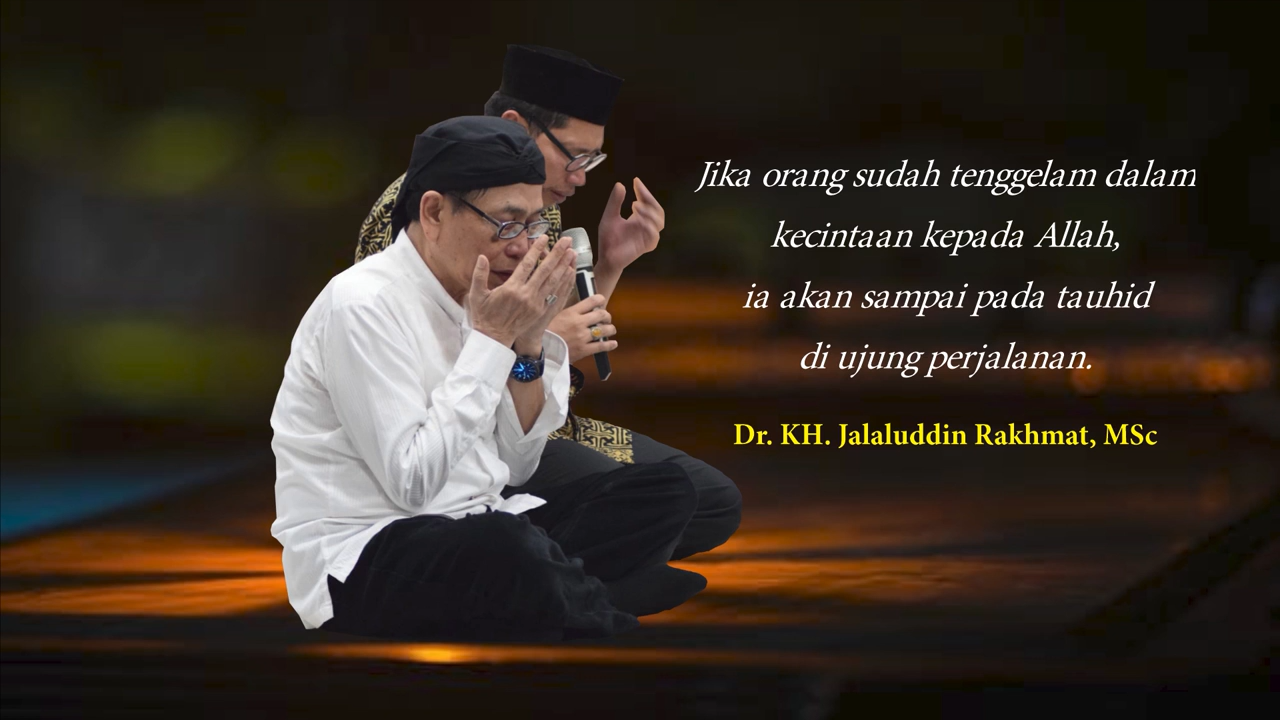 Jika orang sudah tenggelam dalam
kecintaan kepada Allah,
ia akan sampai pada tauhid
di ujung perjalanan.
Dr. KH. Jalaluddin Rakhmat, MSc